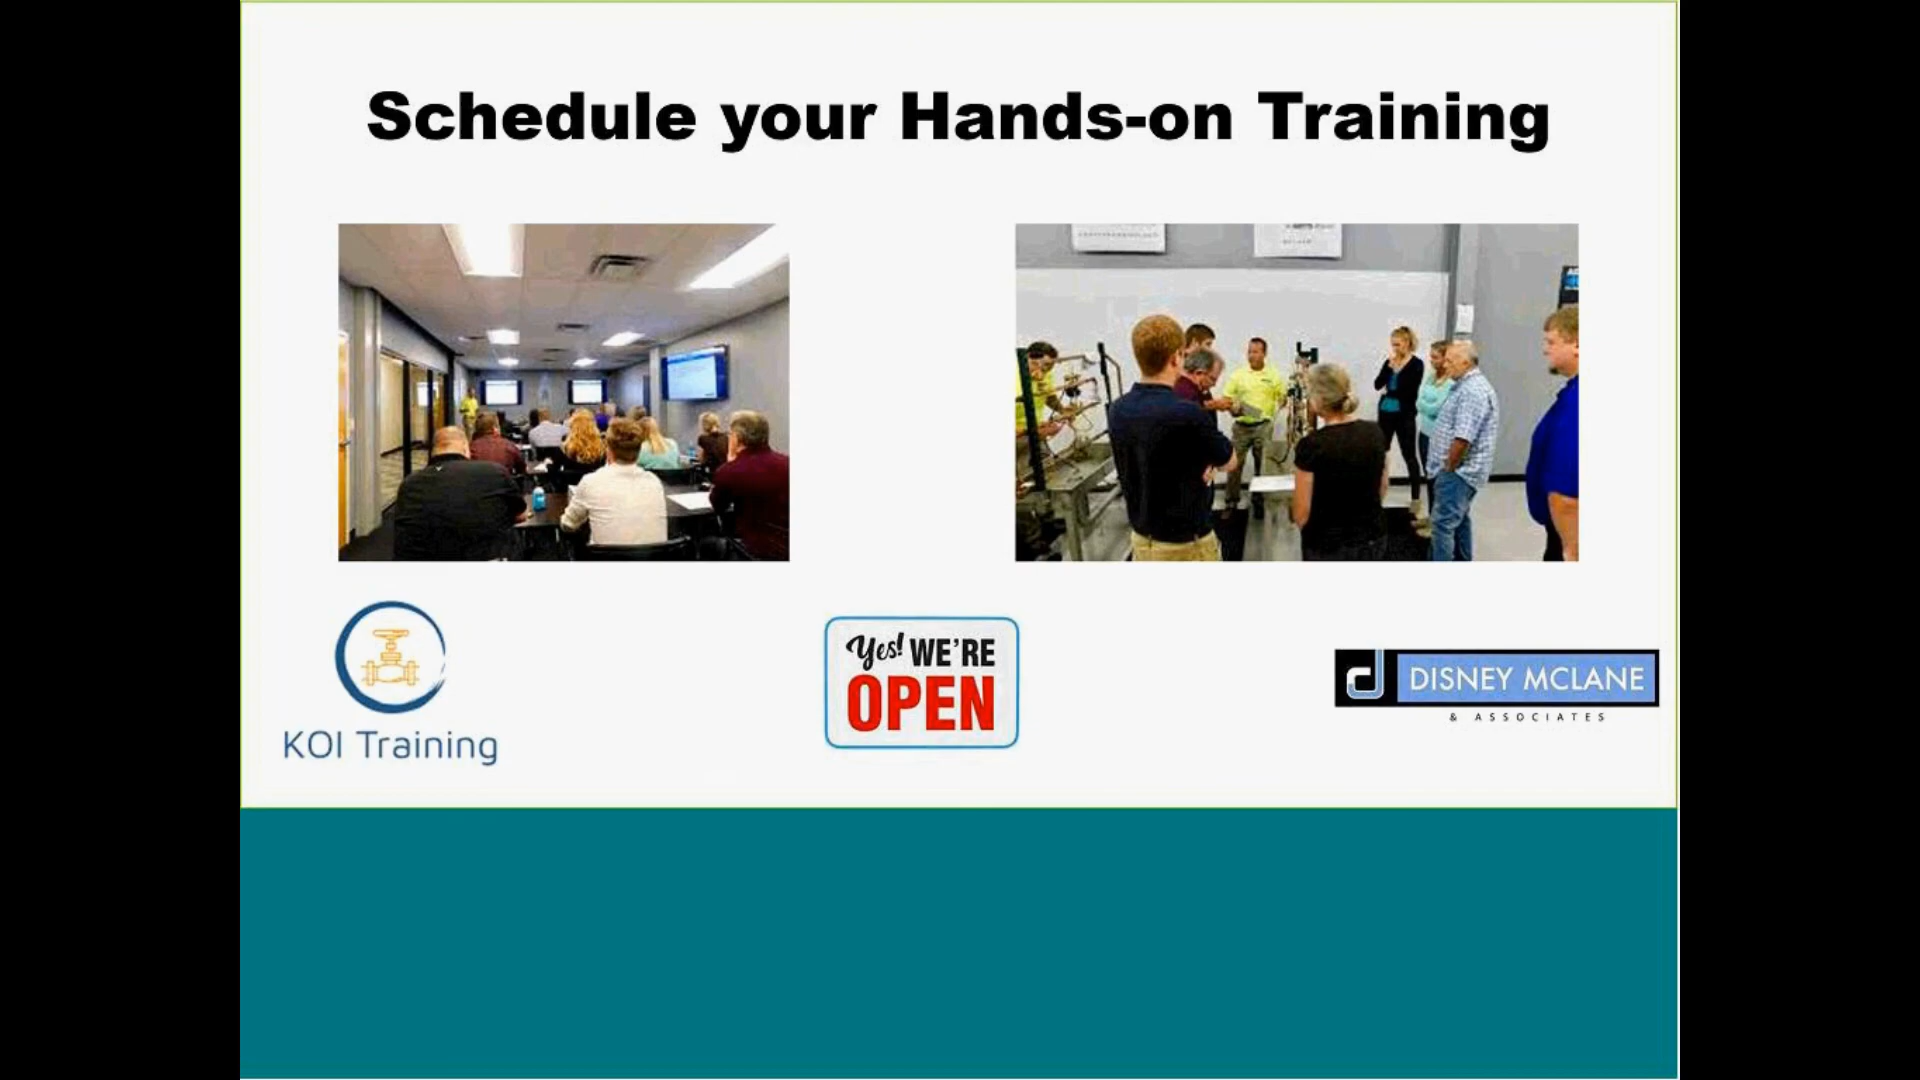 Schedule your Hands-on Training
KOI Training
Yes! WE'RE
OPEN
DISNEY MCLANE
& ASSOCIATES